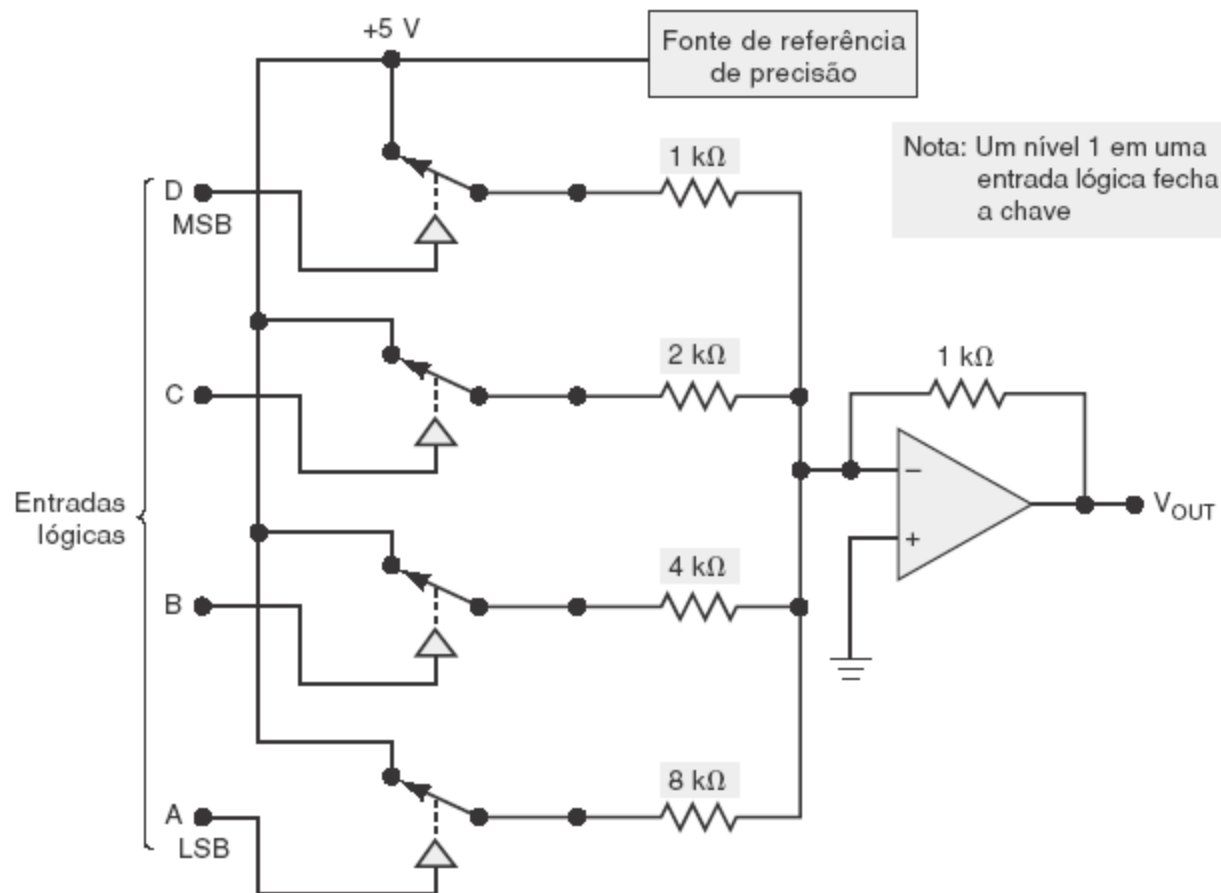 +5 V
Fonte de referência
de precisão
Nota: Um nível 1 em uma
entrada lógica fecha
a chave
1 kΩ
D
MSB
2 kΩ
C
1 kΩ
Entradas
lógicas
−
+
V_OUT
4 kΩ
B
8 kΩ
A
LSB